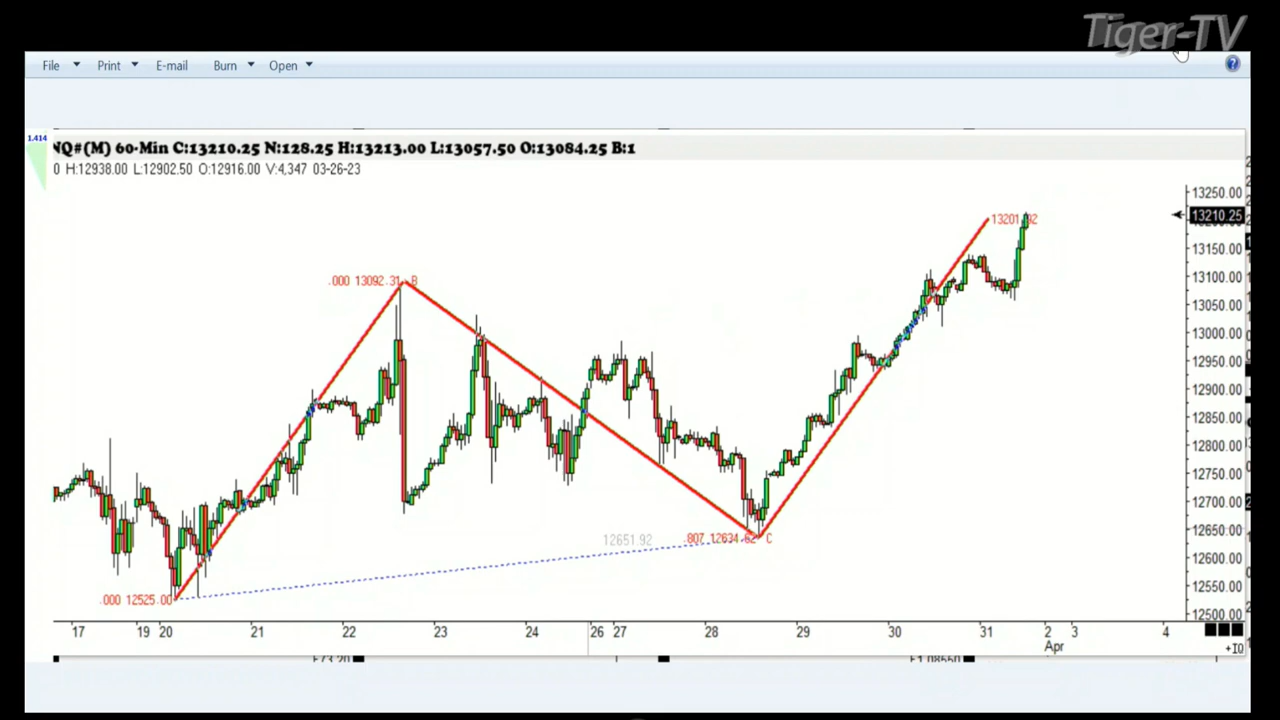 Tiger-TV
File Print E-mail Burn Open
1.414
NQ#(M) 60-Min C:13210.25 N:128.25 H:13213.00 L:13057.50 O:13084.25 B:1
0 H:12938.00 L:12902.50 O:12916.00 V:4,347 03-26-23
13250.00
13201.92
13210.25
13150.00
.000 13092.31 B
13100.00
13050.00
13000.00
12950.00
12900.00
12850.00
12800.00
12750.00
12700.00
12650.00
12651.92
.807 12634.62 C
12600.00
12550.00
.000 12525.00
12500.00
17 19 20 21 22 23 24 26 27 28 29 30 31 2 3 4
Apr
+IO